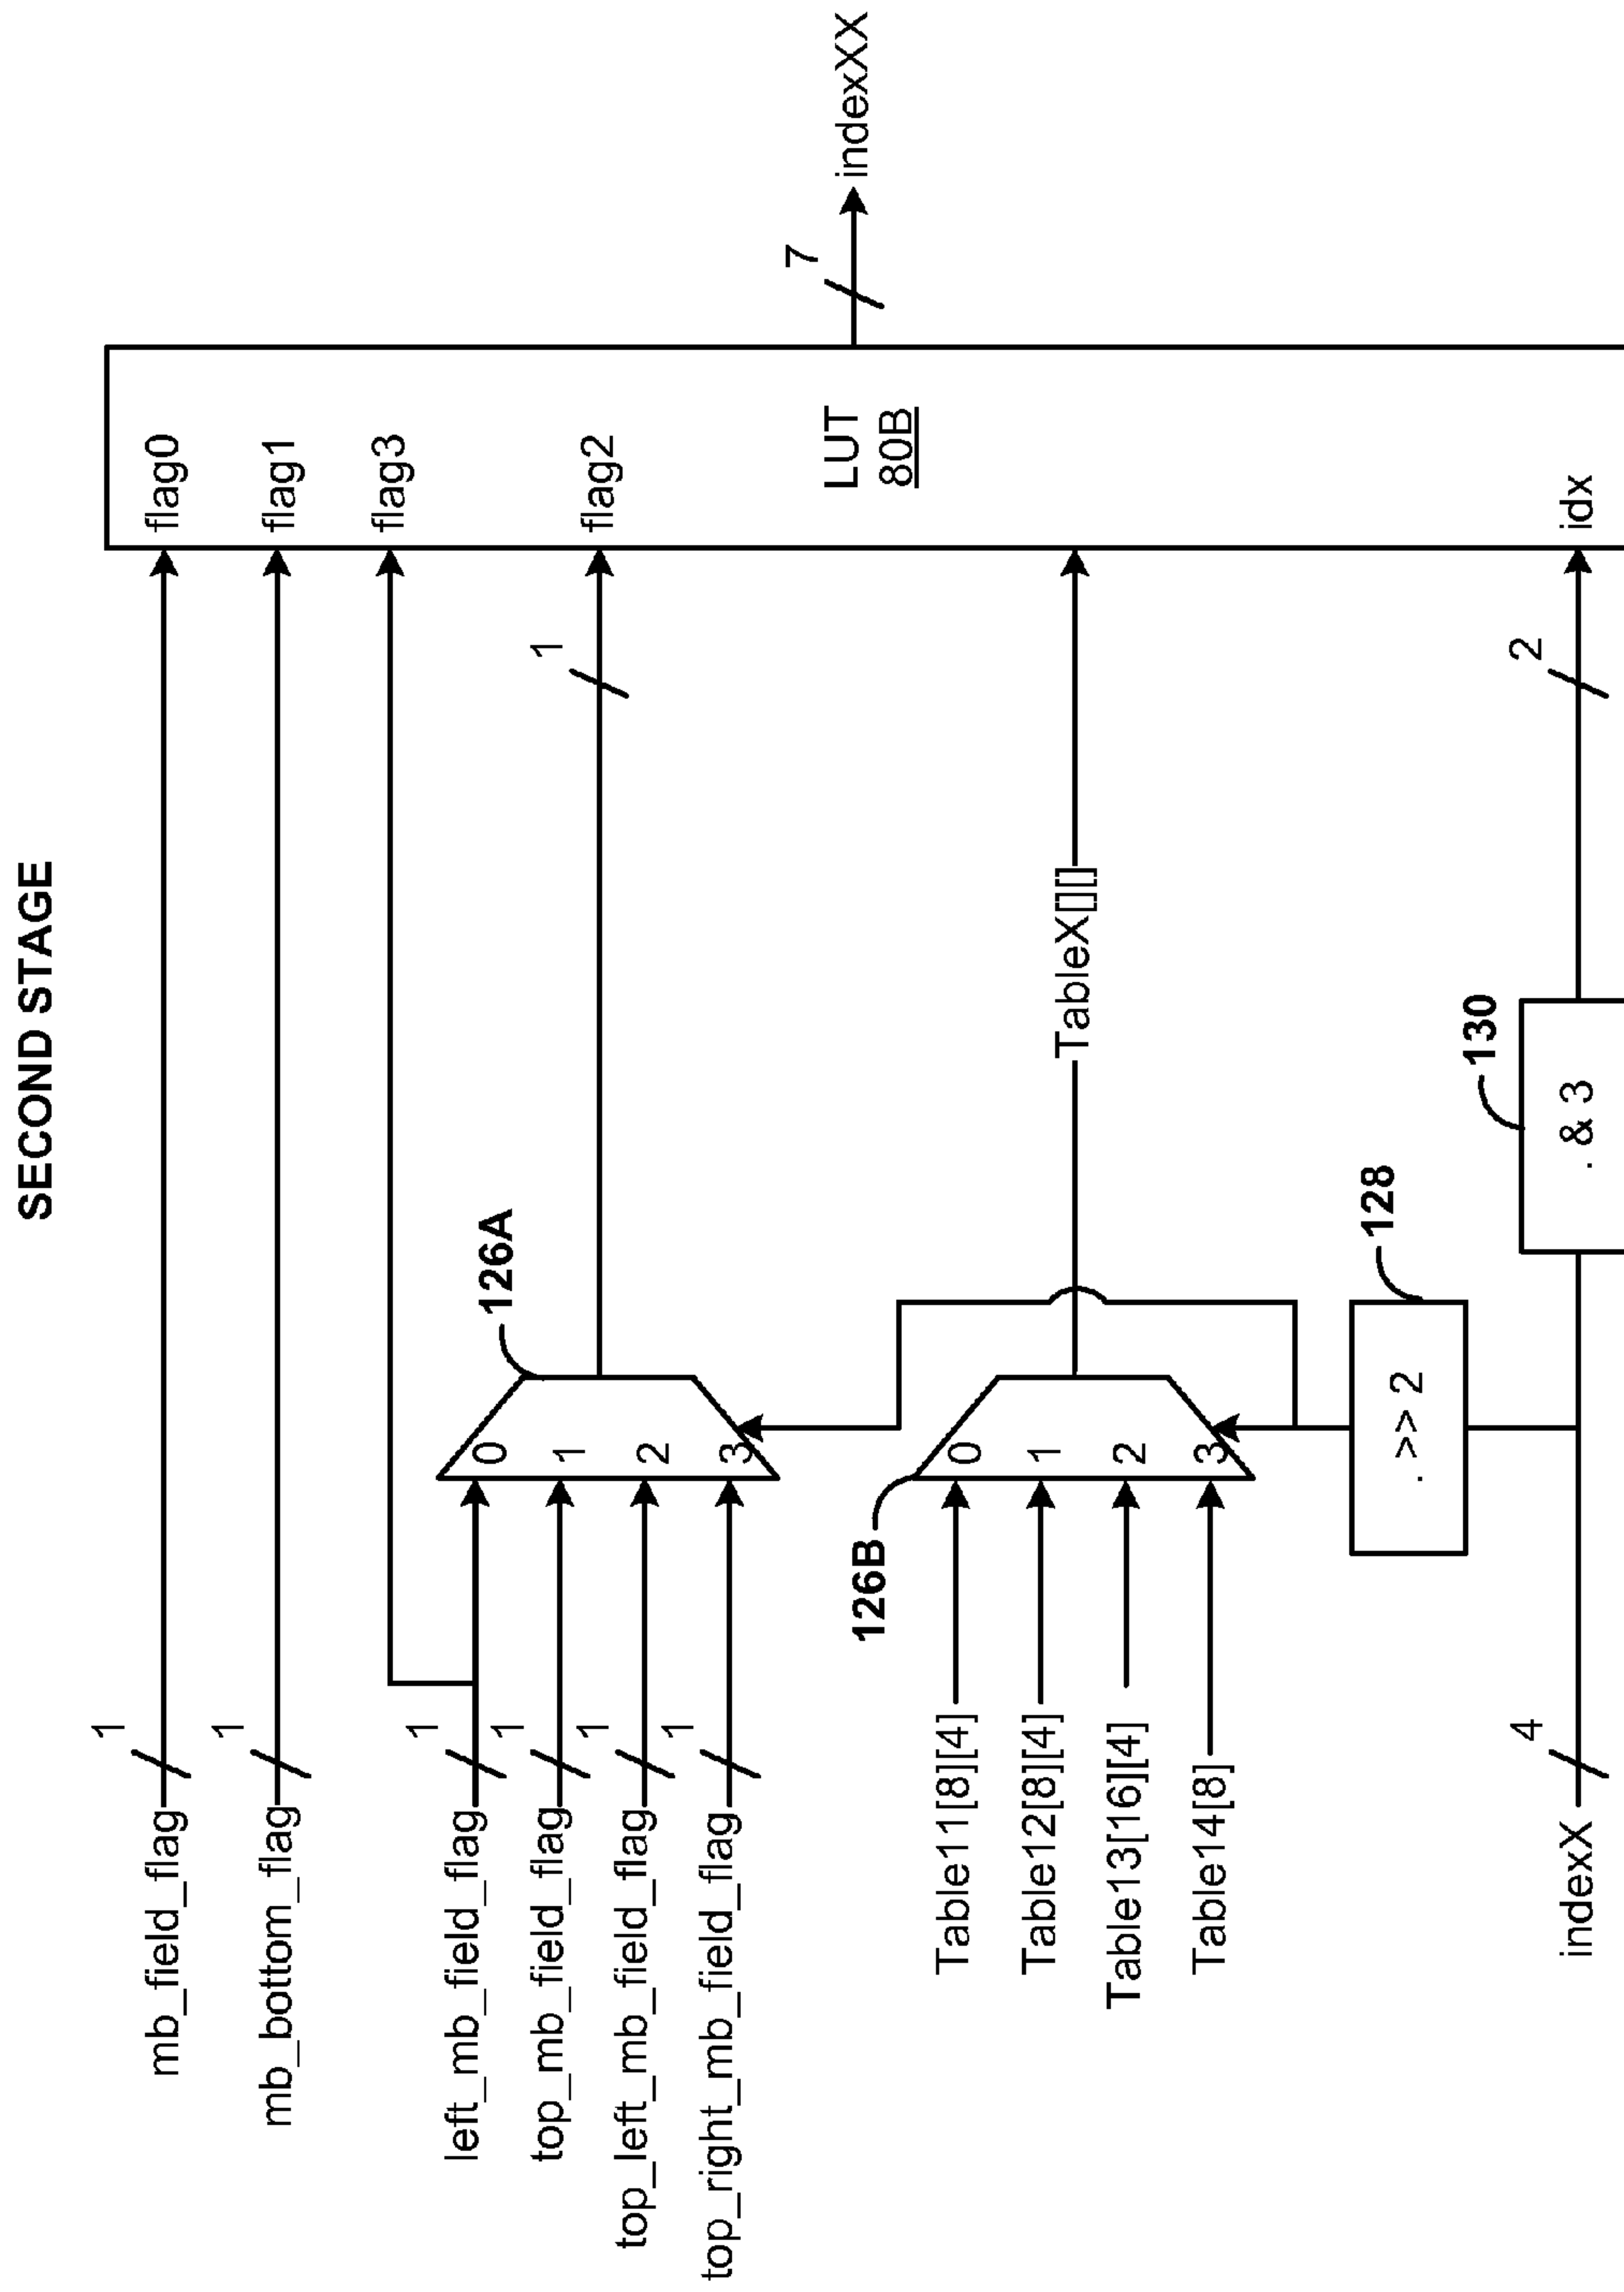 SECOND STAGE
mb_field_flag
1
flag0
mb_bottom_flag
1
flag1
flag3
left_mb_field_flag
1
0
126A
top_mb_field_flag
1
1
1
flag2
top_left_mb_field_flag
1
2
top_right_mb_field_flag
1
3
LUT
80B
7
indexXX
126B
Table11[8][4]
0
Table12[8][4]
1
TableX[][]
Table13[16][4]
2
Table14[8]
3
128
. >> 2
130
. & 3
indexX
4
2
idx